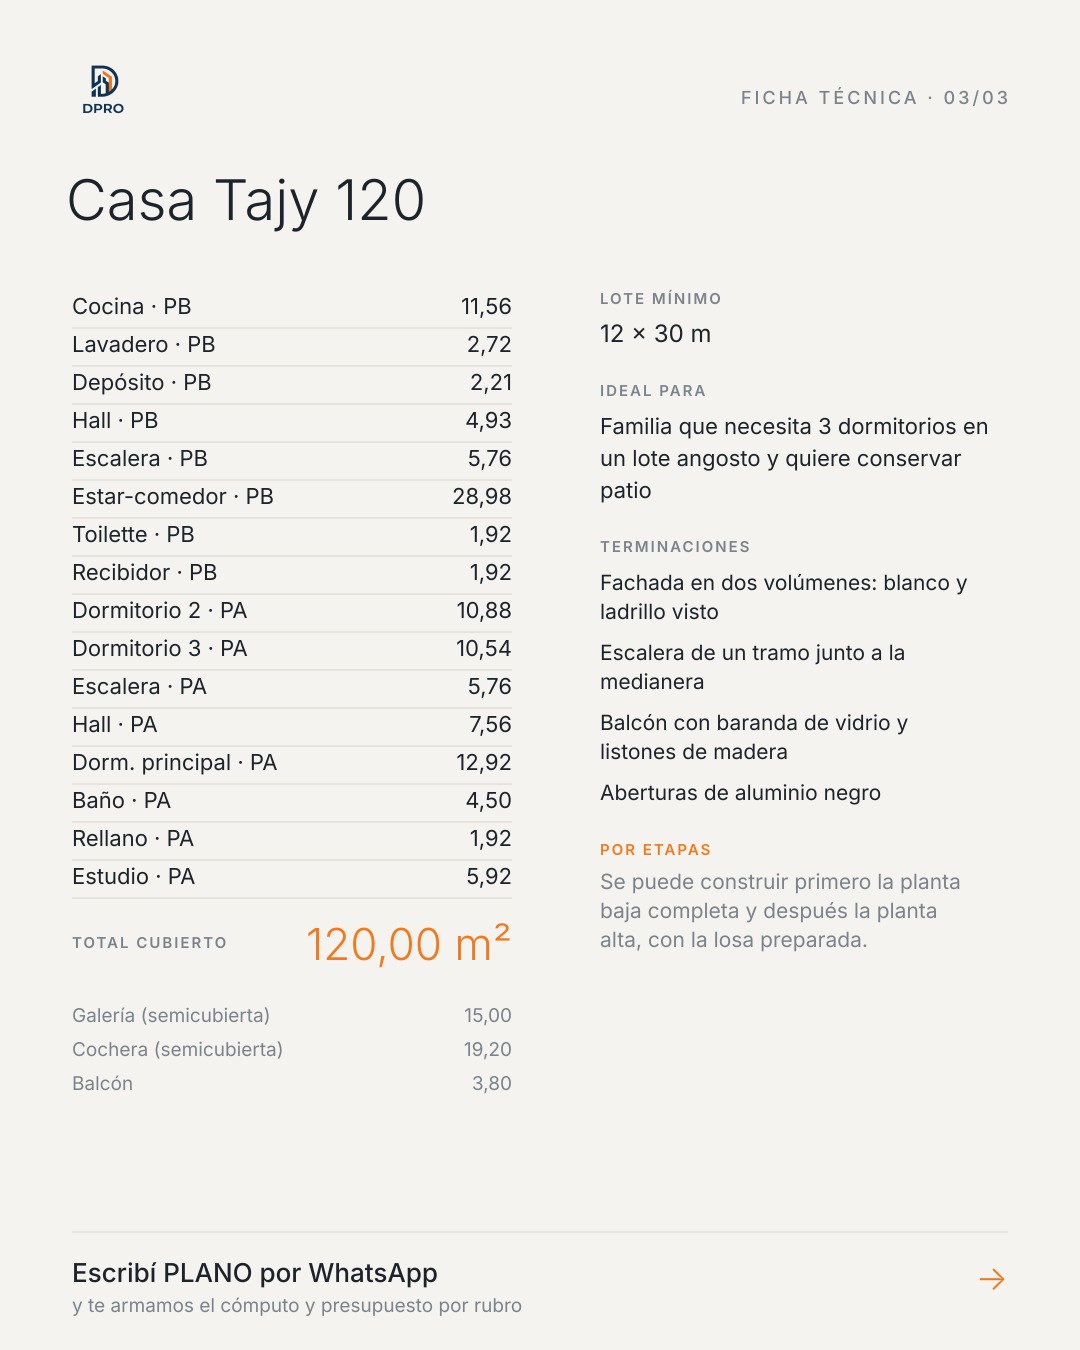 DPRO
FICHA TÉCNICA · 03/03
Casa Tajy 120
Cocina · PB 11,56
Lavadero · PB 2,72
Depósito · PB 2,21
Hall · PB 4,93
Escalera · PB 5,76
Estar-comedor · PB 28,98
Toilette · PB 1,92
Recibidor · PB 1,92
Dormitorio 2 · PA 10,88
Dormitorio 3 · PA 10,54
Escalera · PA 5,76
Hall · PA 7,56
Dorm. principal · PA 12,92
Baño · PA 4,50
Rellano · PA 1,92
Estudio · PA 5,92
TOTAL CUBIERTO 120,00 m²
Galería (semicubierta) 15,00
Cochera (semicubierta) 19,20
Balcón 3,80
LOTE MÍNIMO
12 × 30 m
IDEAL PARA
Familia que necesita 3 dormitorios en
un lote angosto y quiere conservar
patio
TERMINACIONES
Fachada en dos volúmenes: blanco y
ladrillo visto
Escalera de un tramo junto a la
medianera
Balcón con baranda de vidrio y
listones de madera
Aberturas de aluminio negro
POR ETAPAS
Se puede construir primero la planta
baja completa y después la planta
alta, con la losa preparada.
Escribí PLANO por WhatsApp
y te armamos el cómputo y presupuesto por rubro